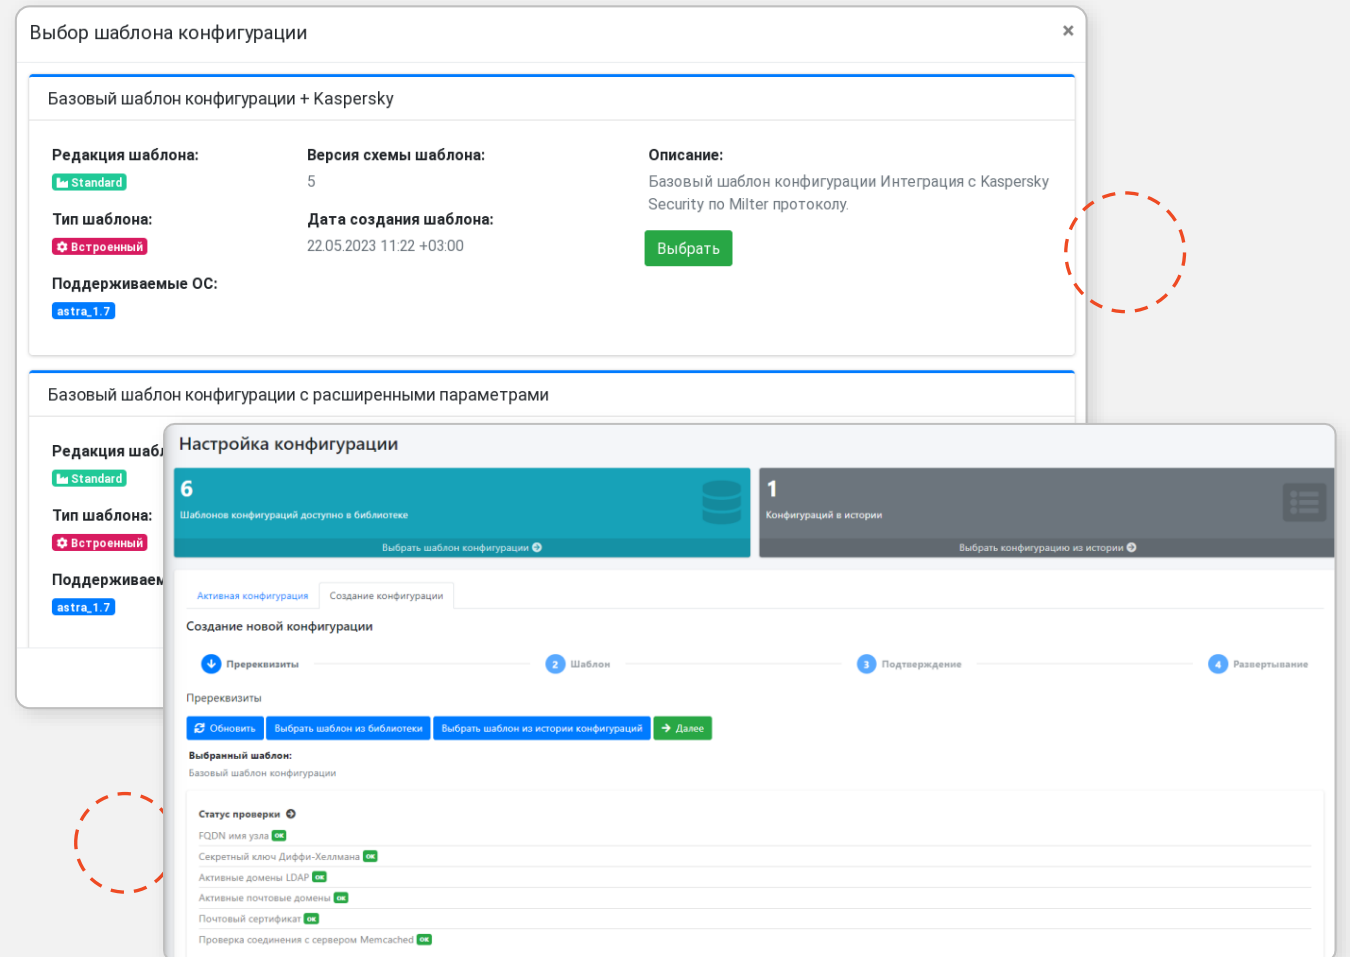 Выбор шаблона конфигурации
×
Базовый шаблон конфигурации + Kaspersky
Редакция шаблона:
Standard
Тип шаблона:
Встроенный
Поддерживаемые ОС:
astra_1.7
Версия схемы шаблона:
5
Дата создания шаблона:
22.05.2023 11:22 +03:00
Описание:
Базовый шаблон конфигурации Интеграция с Kaspersky
Security по Milter протоколу.
Выбрать
Базовый шаблон конфигурации с расширенными параметрами
Редакция шабл
Standard
Тип шаблона:
Встроенный
Поддерживаем
astra_1.7
Настройка конфигурации
6
Шаблонов конфигураций доступно в библиотеке
Выбрать шаблон конфигурации
1
Конфигураций в истории
Выбрать конфигурацию из истории
Активная конфигурация Создание конфигурации
Создание новой конфигурации
Пререквизиты 2 Шаблон 3 Подтверждение 4 Развертывание
Пререквизиты
Обновить Выбрать шаблон из библиотеки Выбрать шаблон из истории конфигураций Далее
Выбранный шаблон:
Базовый шаблон конфигурации
Статус проверки
FQDN имя узла ОК
Секретный ключ Диффи-Хеллмана ОК
Активные домены LDAP ОК
Активные почтовые домены ОК
Почтовый сертификат ОК
Проверка соединения с сервером Memcached ОК